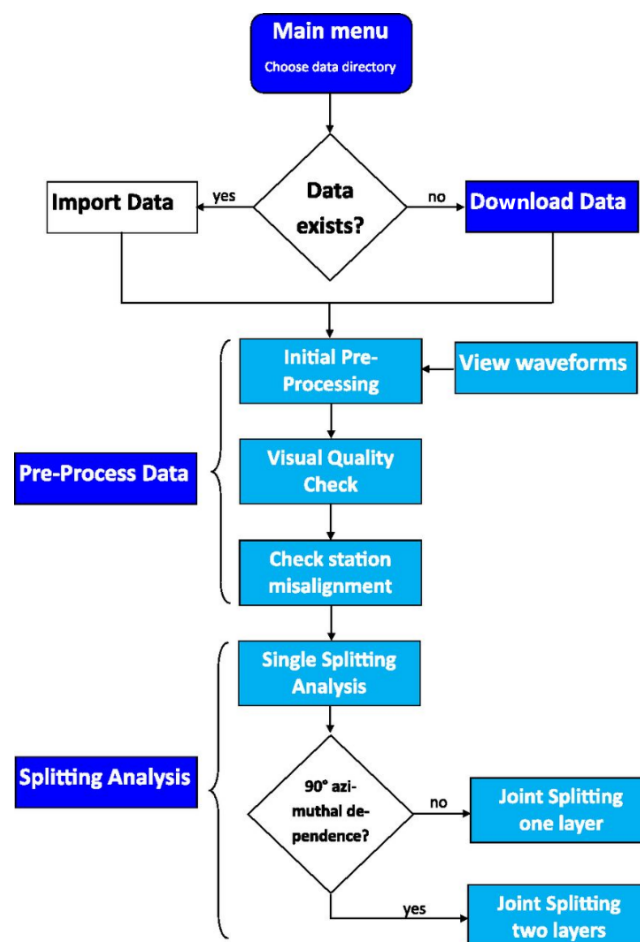 Main menu
Choose data directory
Data
exists?
yes
no
Import Data
Download Data
Initial Pre-
Processing
View waveforms
Visual Quality
Check
Pre-Process Data
Check station
misalignment
Single Splitting
Analysis
Splitting Analysis
90° azi-
muthal de-
pendence?
no
Joint Splitting
one layer
yes
Joint Splitting
two layers